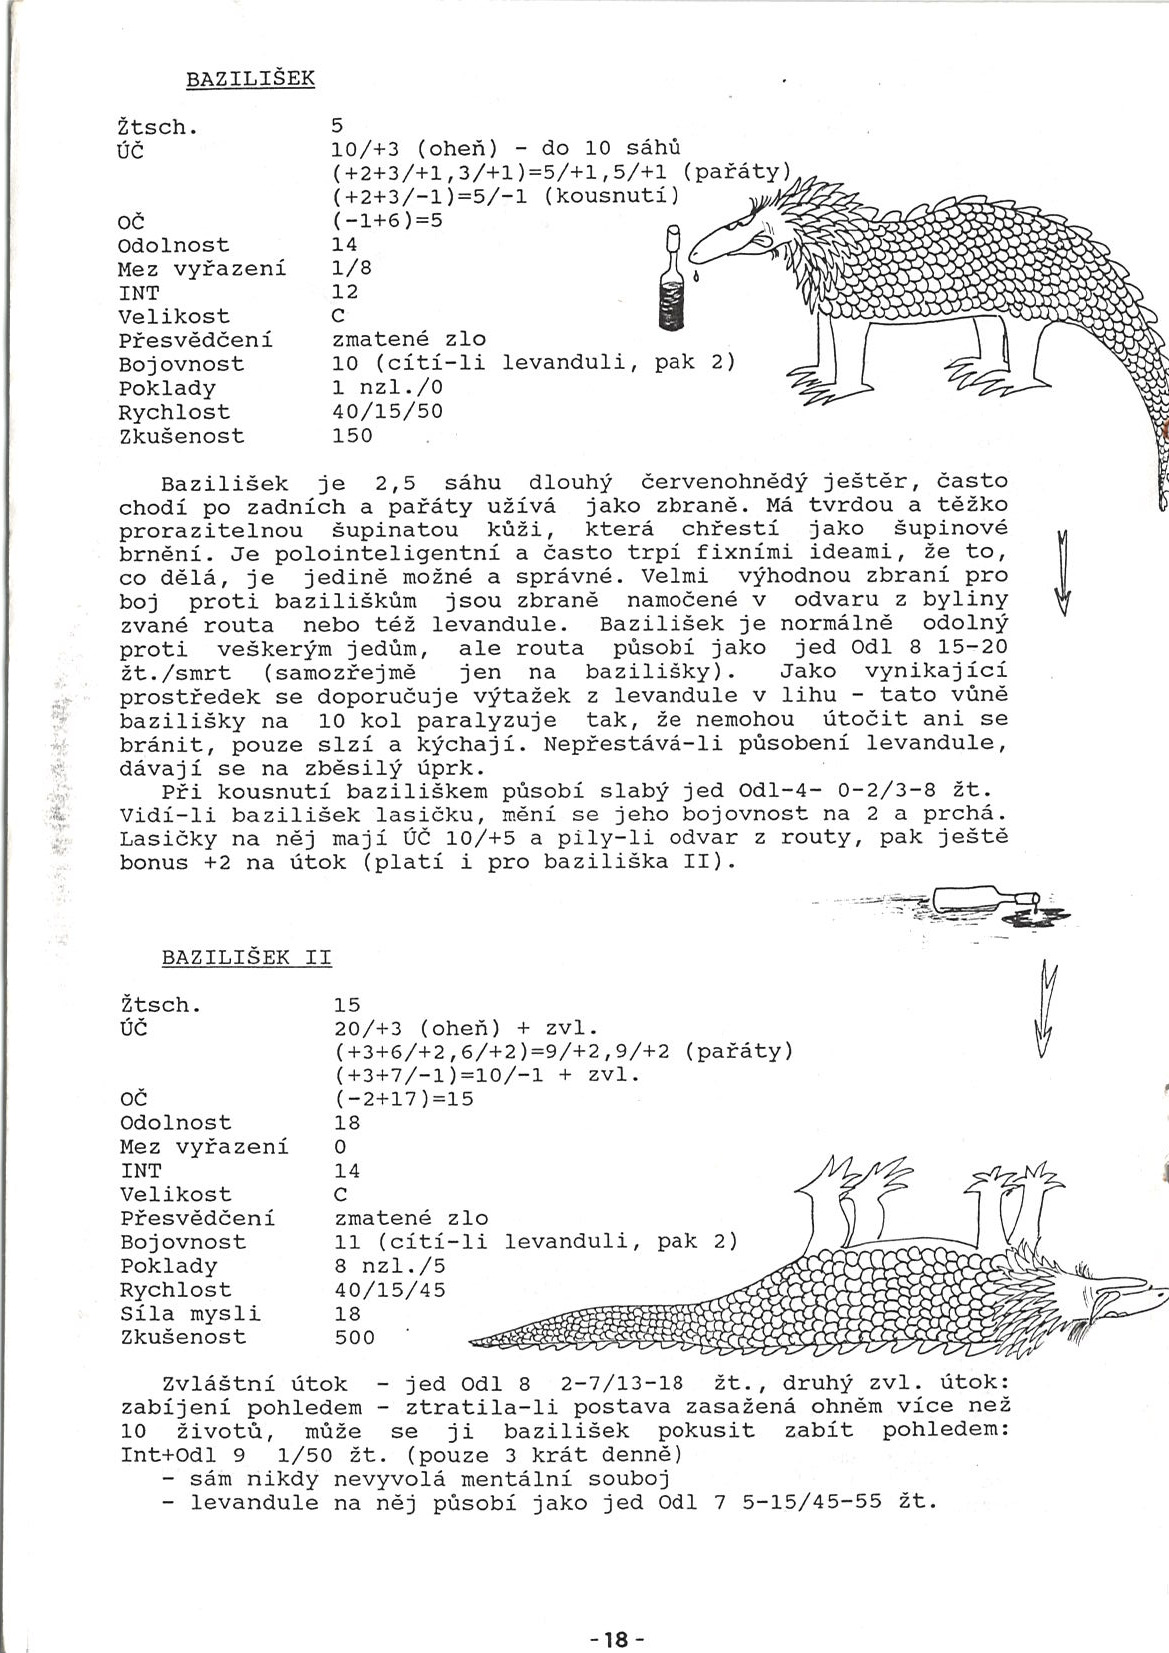 BAZILIŠEK
Žtsch. 5
ÚČ 10/+3 (oheň) - do 10 sáhů
(+2+3/+1,3/+1)=5/+1,5/+1 (pařáty)
(+2+3/-1)=5/-1 (kousnutí)
OČ (-1+6)=5
Odolnost 14
Mez vyřazení 1/8
INT 12
Velikost C
Přesvědčení zmatené zlo
Bojovnost 10 (cítí-li levanduli, pak 2)
Poklady 1 nzl./0
Rychlost 40/15/50
Zkušenost 150
Bazilišek je 2,5 sáhu dlouhý červenohnědý ještěr, často
chodí po zadních a pařáty užívá jako zbraně. Má tvrdou a těžko
prorazitelnou šupinatou kůži, která chřestí jako šupinové
brnění. Je polointeligentní a často trpí fixními ideami, že to,
co dělá, je jedině možné a správné. Velmi výhodnou zbraní pro
boj proti baziliškům jsou zbraně namočené v odvaru z byliny
zvané routa nebo též levandule. Bazilišek je normálně odolný
proti veškerým jedům, ale routa působí jako jed Odl 8 15-20
žt./smrt (samozřejmě jen na bazilišky). Jako vynikající
prostředek se doporučuje výtažek z levandule v lihu - tato vůně
bazilišky na 10 kol paralyzuje tak, že nemohou útočit ani se
bránit, pouze slzí a kýchají. Nepřestává-li působení levandule,
dávají se na zběsilý úprk.
Při kousnutí baziliškem působí slabý jed Odl-4- 0-2/3-8 žt.
Vidí-li bazilišek lasičku, mění se jeho bojovnost na 2 a prchá.
Lasičky na něj mají ÚČ 10/+5 a pily-li odvar z routy, pak ještě
bonus +2 na útok (platí i pro baziliška II).
BAZILIŠEK II
Žtsch. 15
ÚČ 20/+3 (oheň) + zvl.
(+3+6/+2,6/+2)=9/+2,9/+2 (pařáty)
(+3+7/-1)=10/-1 + zvl.
OČ (-2+17)=15
Odolnost 18
Mez vyřazení 0
INT 14
Velikost C
Přesvědčení zmatené zlo
Bojovnost 11 (cítí-li levanduli, pak 2)
Poklady 8 nzl./5
Rychlost 40/15/45
Síla mysli 18
Zkušenost 500
Zvláštní útok - jed Odl 8 2-7/13-18 žt., druhý zvl. útok:
zabíjení pohledem - ztratila-li postava zasažená ohněm více než
10 životů, může se ji bazilišek pokusit zabít pohledem:
Int+Odl 9 1/50 žt. (pouze 3 krát denně)
- sám nikdy nevyvolá mentální souboj
- levandule na něj působí jako jed Odl 7 5-15/45-55 žt.
- 18 -